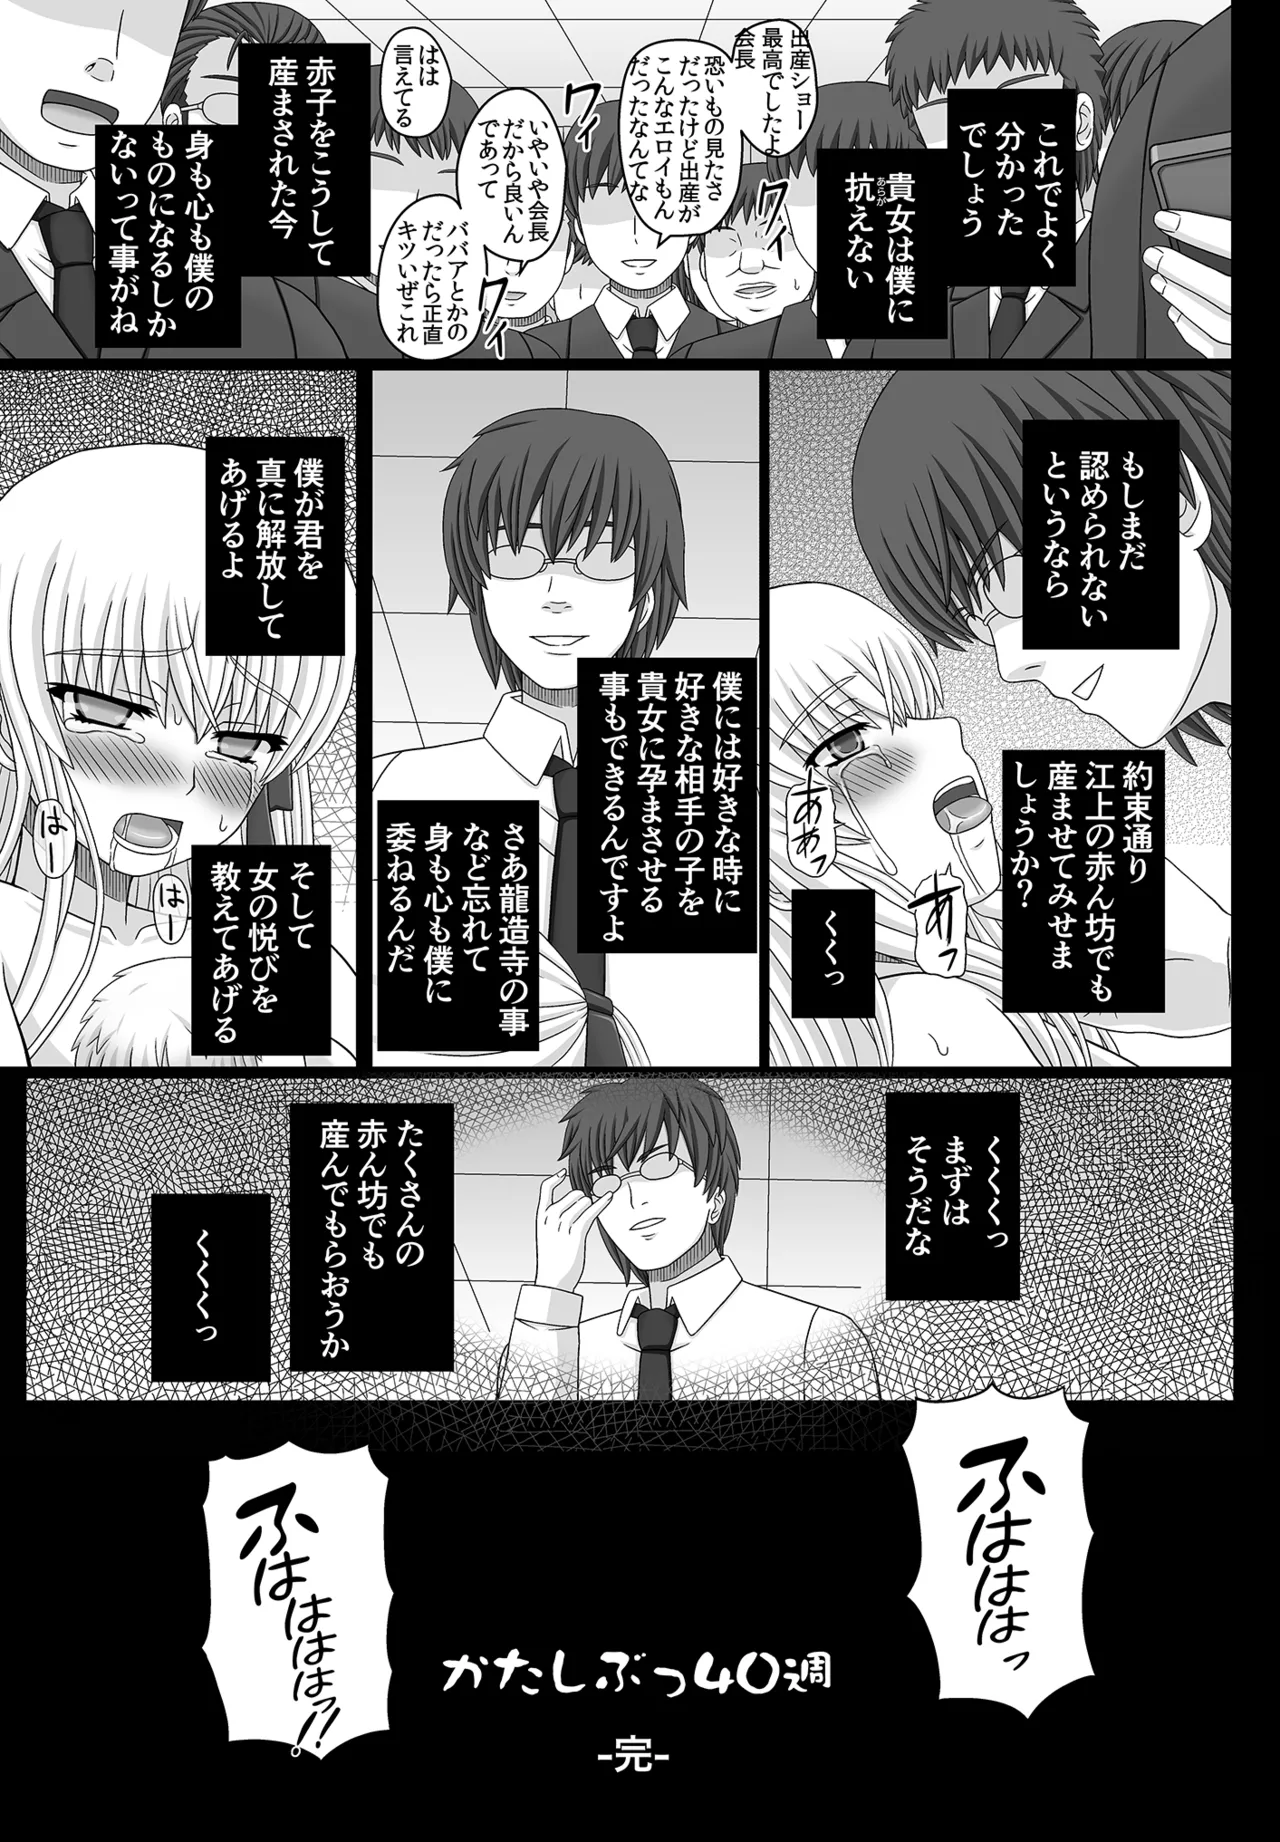 これでよく
分かった
でしょう
貴女は僕に
抗えない
あらが
出産ショー
最高でしたよ
会長
恐いもの見たさ
だったけど出産が
こんなエロイもん
だったなんてな
ワイ
いやいや会長
だから良いん
であって
ワイ
ババアとかの
だったら正直
キツいぜこれ
はは
言えてる
赤子をこうして
産まされた今
身も心も僕の
ものになるしか
ないって事がね
もしまだ
認められない
というなら
約束通り
江上の赤ん坊でも
産ませてみせま
しょうか?
あぁぁっ
あっ
くくっ
僕には好きな時に
好きな相手の子を
貴女に孕まさせる
事もできるんですよ
さあ龍造寺の事
など忘れて
身も心も僕に
委ねるんだ
僕が君を
真に解放して
あげるよ
はー
はー
そして
女の悦びを
教えてあげる
くくくっ
まずは
そうだな
たくさんの
赤ん坊でも
産んでもらおうか
くくくっ
ふはははっ
ふはははは
はっ!!
かたしぶつ40週
-完-